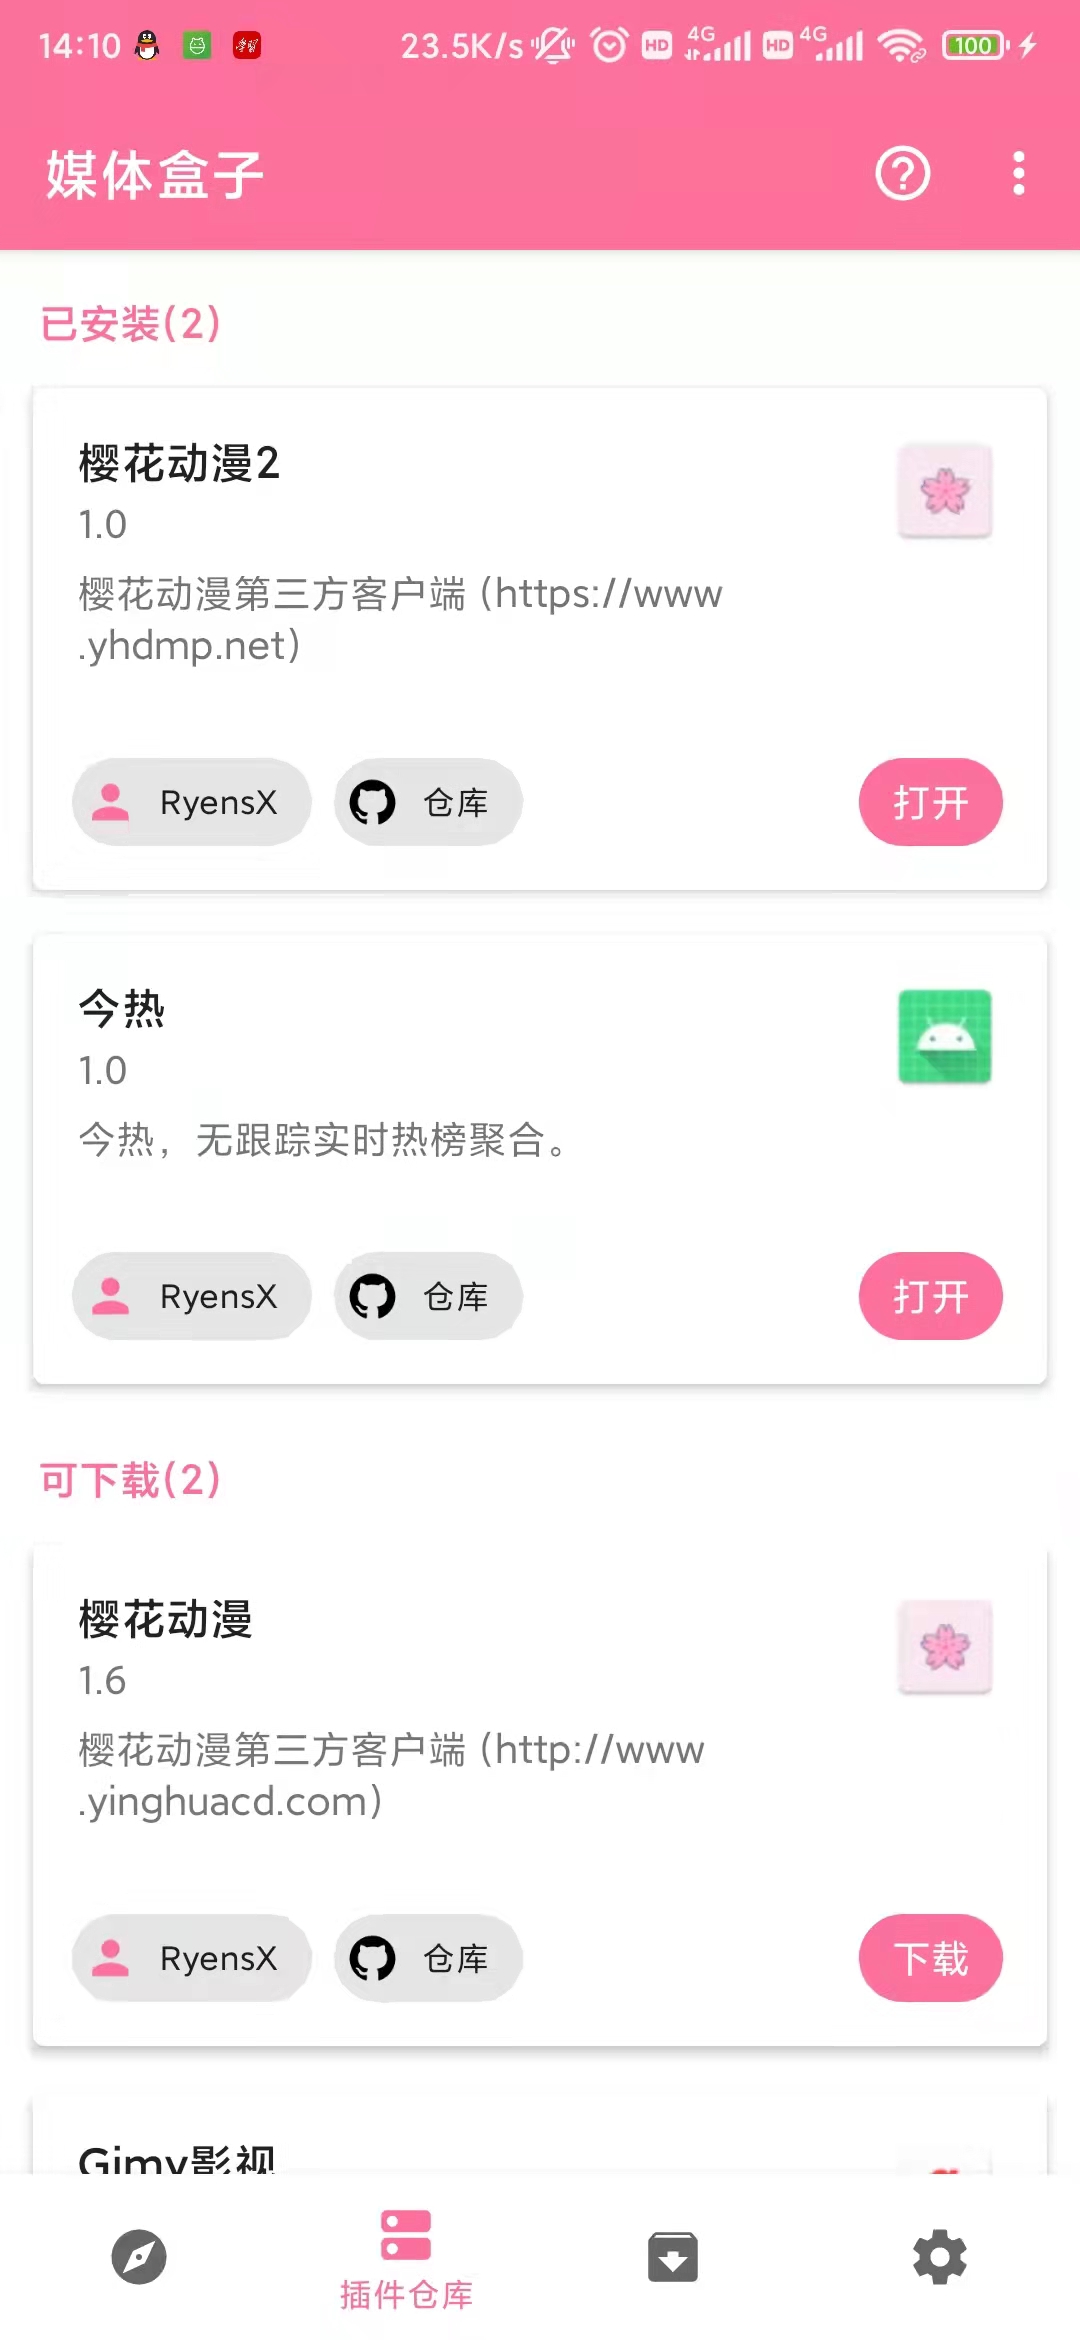 14:10
23.5K/s
HD
4G
HD
4G
100
媒体盒子
已安装(2)
樱花动漫2
1.0
樱花动漫第三方客户端 (https://www
.yhdmp.net)
RyensX
仓库
打开
今热
1.0
今热，无跟踪实时热榜聚合。
RyensX
仓库
打开
可下载(2)
樱花动漫
1.6
樱花动漫第三方客户端 (http://www
.yinghuacd.com)
RyensX
仓库
下载
Gimy影视
插件仓库